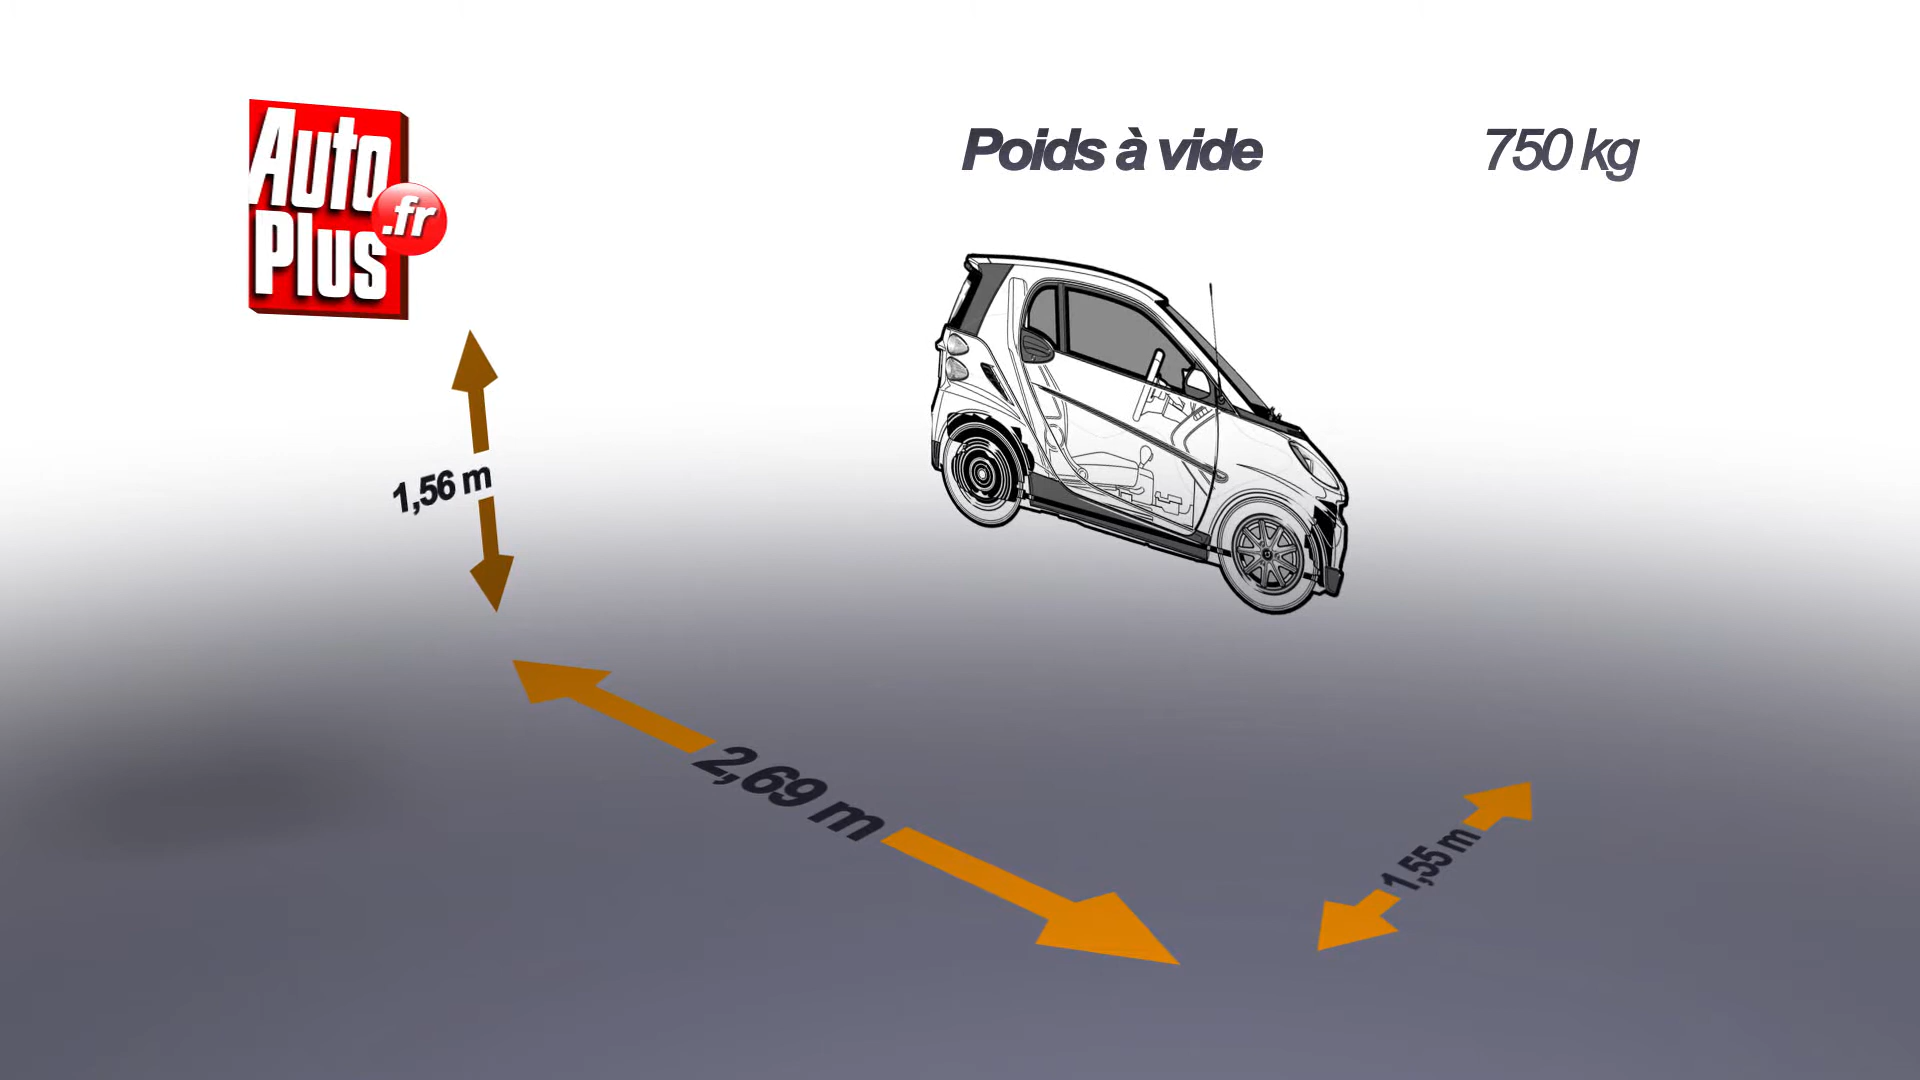 Auto
Plus
.fr
Poids à vide 750 kg
1,56 m
2,69 m
1,55 m